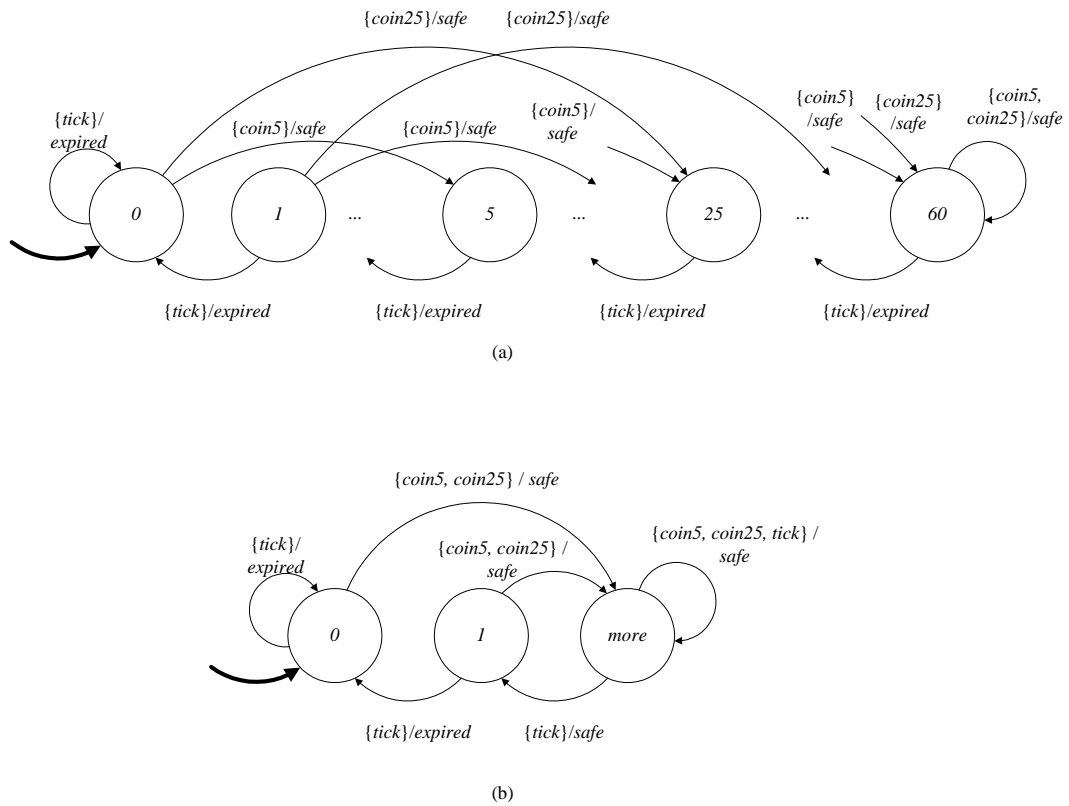 {coin25}/safe
{coin25}/safe
{tick}/
expired
{coin5}/safe
{coin5}/safe
{coin5}/
safe
{coin5}
/safe
{coin25}
/safe
{coin5,
coin25}/safe
0
1
...
5
...
25
...
60
{tick}/expired
{tick}/expired
{tick}/expired
{tick}/expired
(a)
{coin5, coin25} / safe
{tick}/
expired
{coin5, coin25} /
safe
{coin5, coin25, tick} /
safe
0
1
more
{tick}/expired
{tick}/safe
(b)